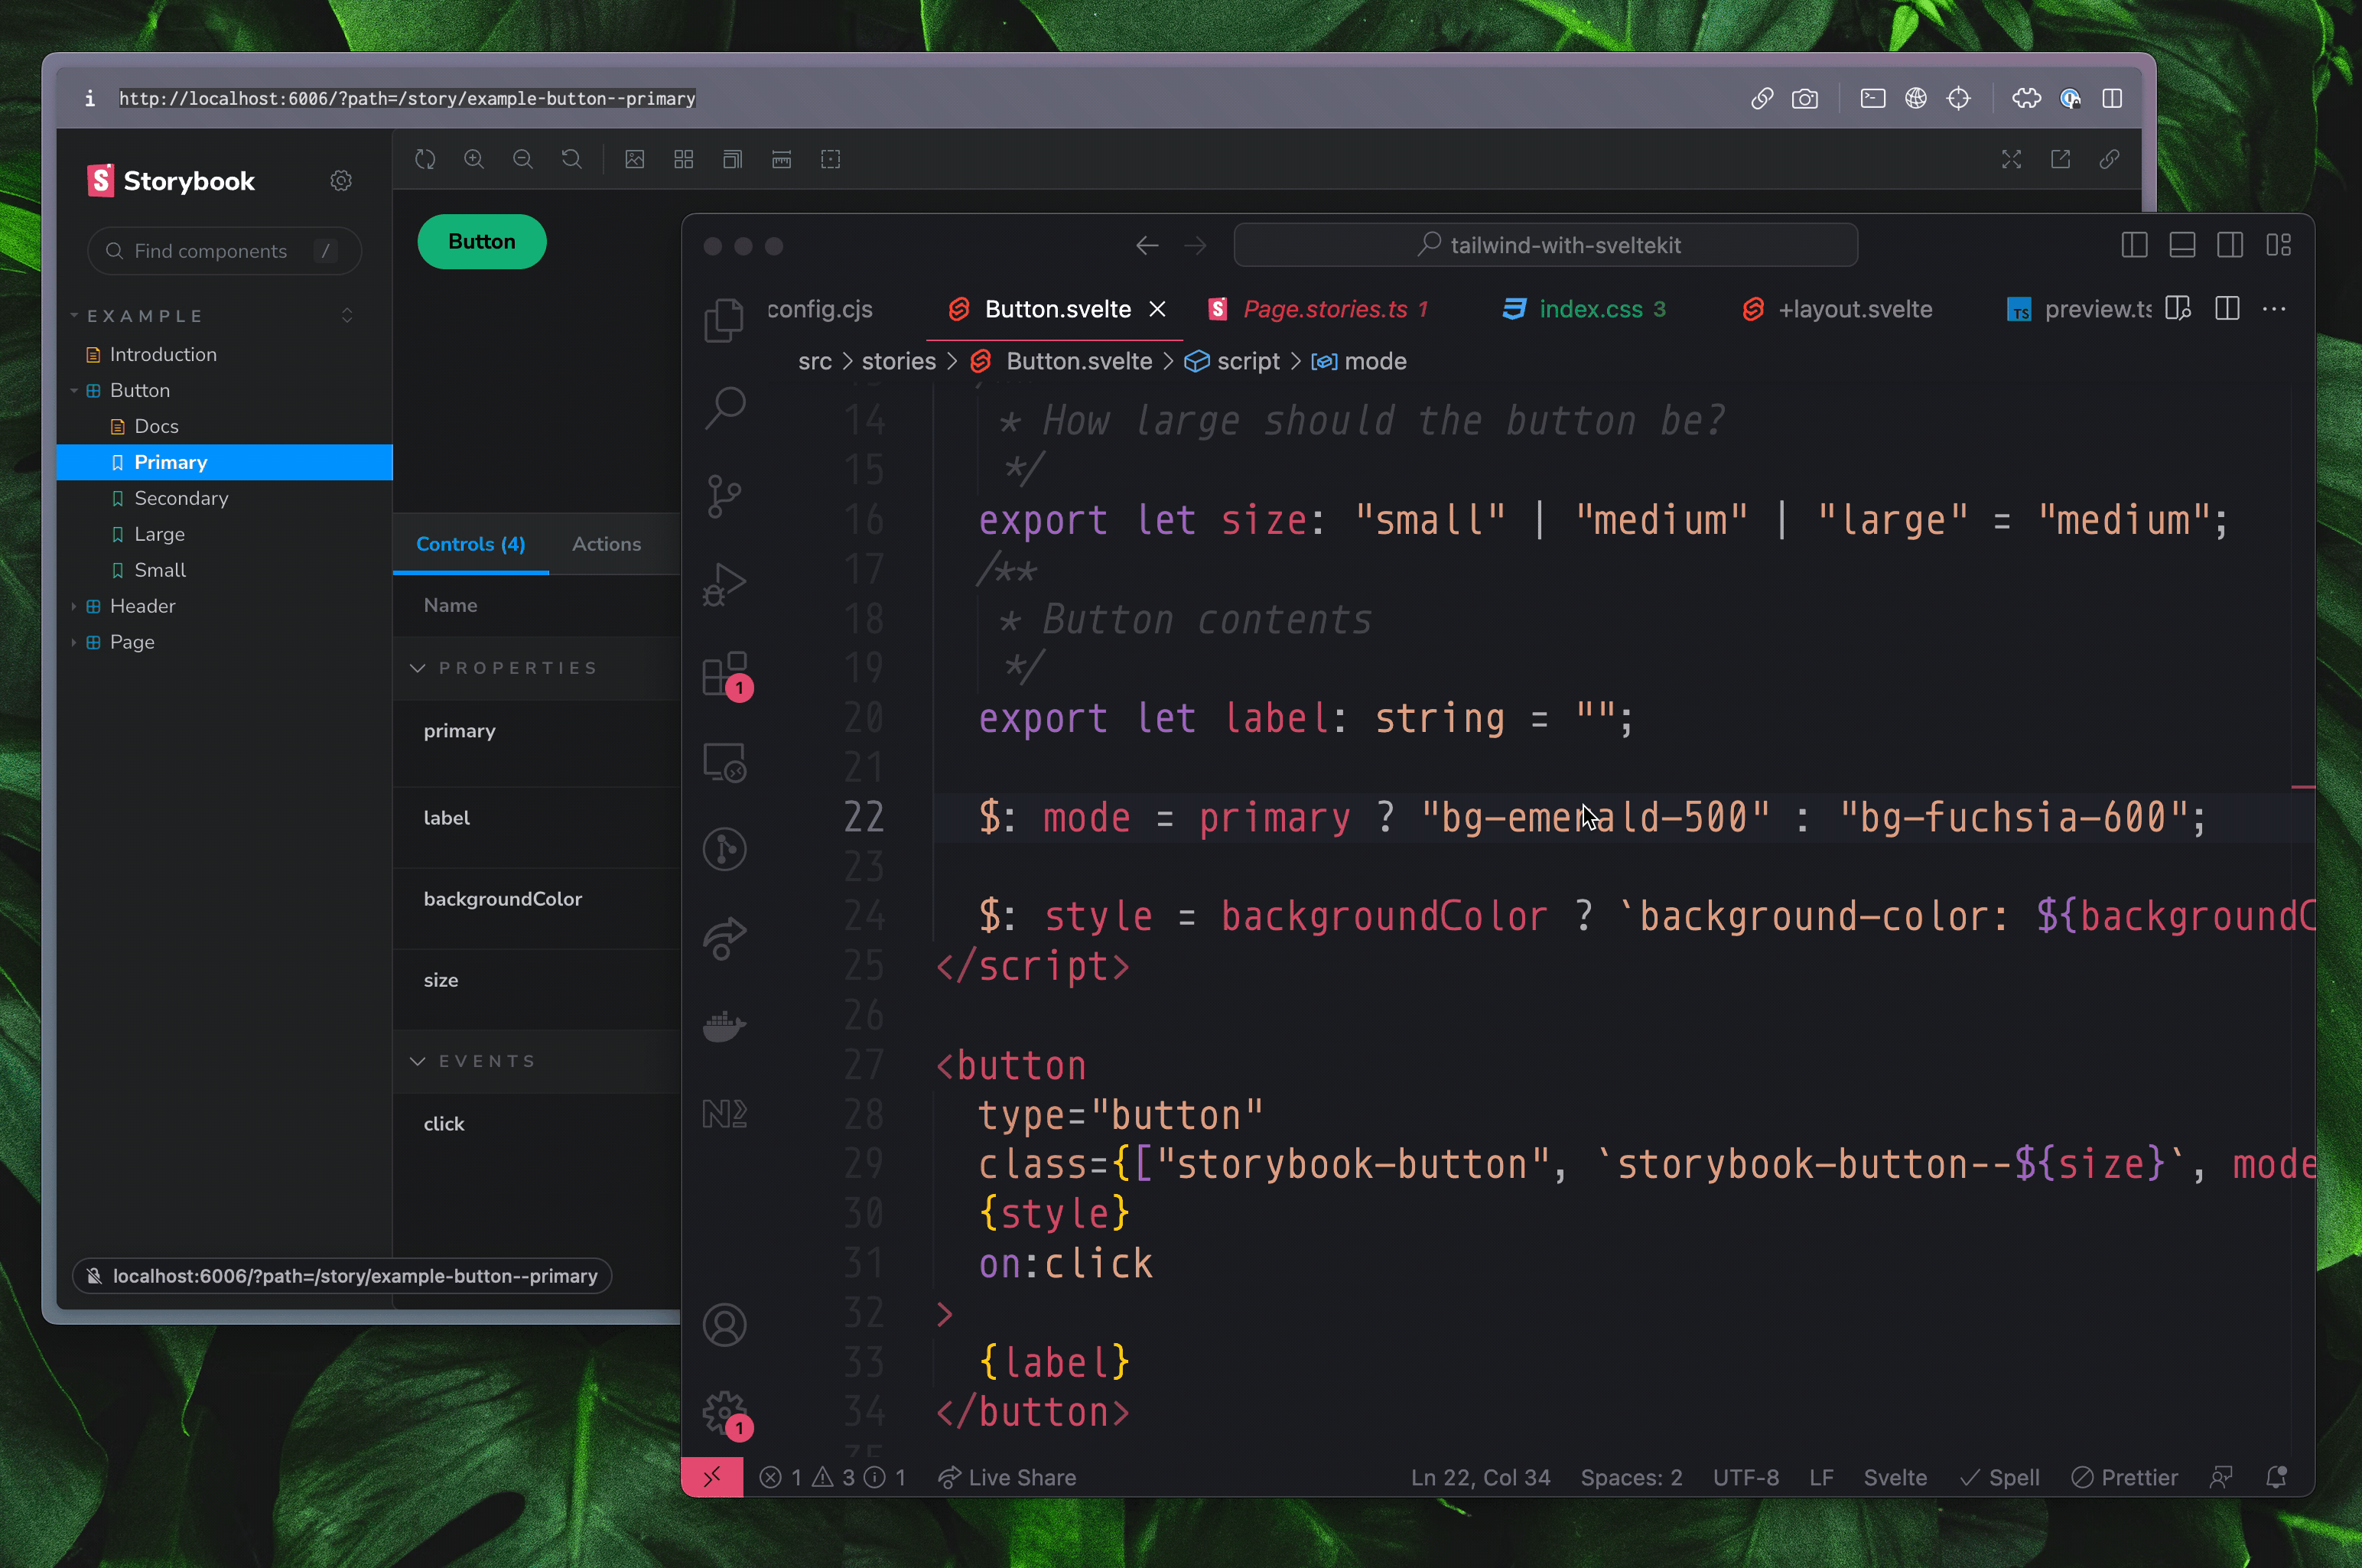 i http://localhost:6006/?path=/story/example-button--primary
Storybook
Find components /
EXAMPLE
Introduction
Button
Docs
Primary
Secondary
Large
Small
Header
Page
Button
Controls (4) Actions
Name
PROPERTIES
primary
label
backgroundColor
size
EVENTS
click
localhost:6006/?path=/story/example-button--primary
tailwind-with-sveltekit
config.cjs Button.svelte Page.stories.ts 1 index.css 3 +layout.svelte TS preview.ts
src > stories > Button.svelte > script > mode
14 * How large should the button be?
15 */
16 export let size: "small" | "medium" | "large" = "medium";
17 /**
18 * Button contents
19 */
20 export let label: string = "";
21
22 $: mode = primary ? "bg-emerald-500" : "bg-fuchsia-600";
23
24 $: style = backgroundColor ? `background-color: ${backgroundC
25 </script>
26
27 <button
28 type="button"
29 class={["storybook-button", `storybook-button--${size}`, mode
30 {style}
31 on:click
32 >
33 {label}
34 </button>
1
1
1 3 1 Live Share Ln 22, Col 34 Spaces: 2 UTF-8 LF Svelte Spell Prettier